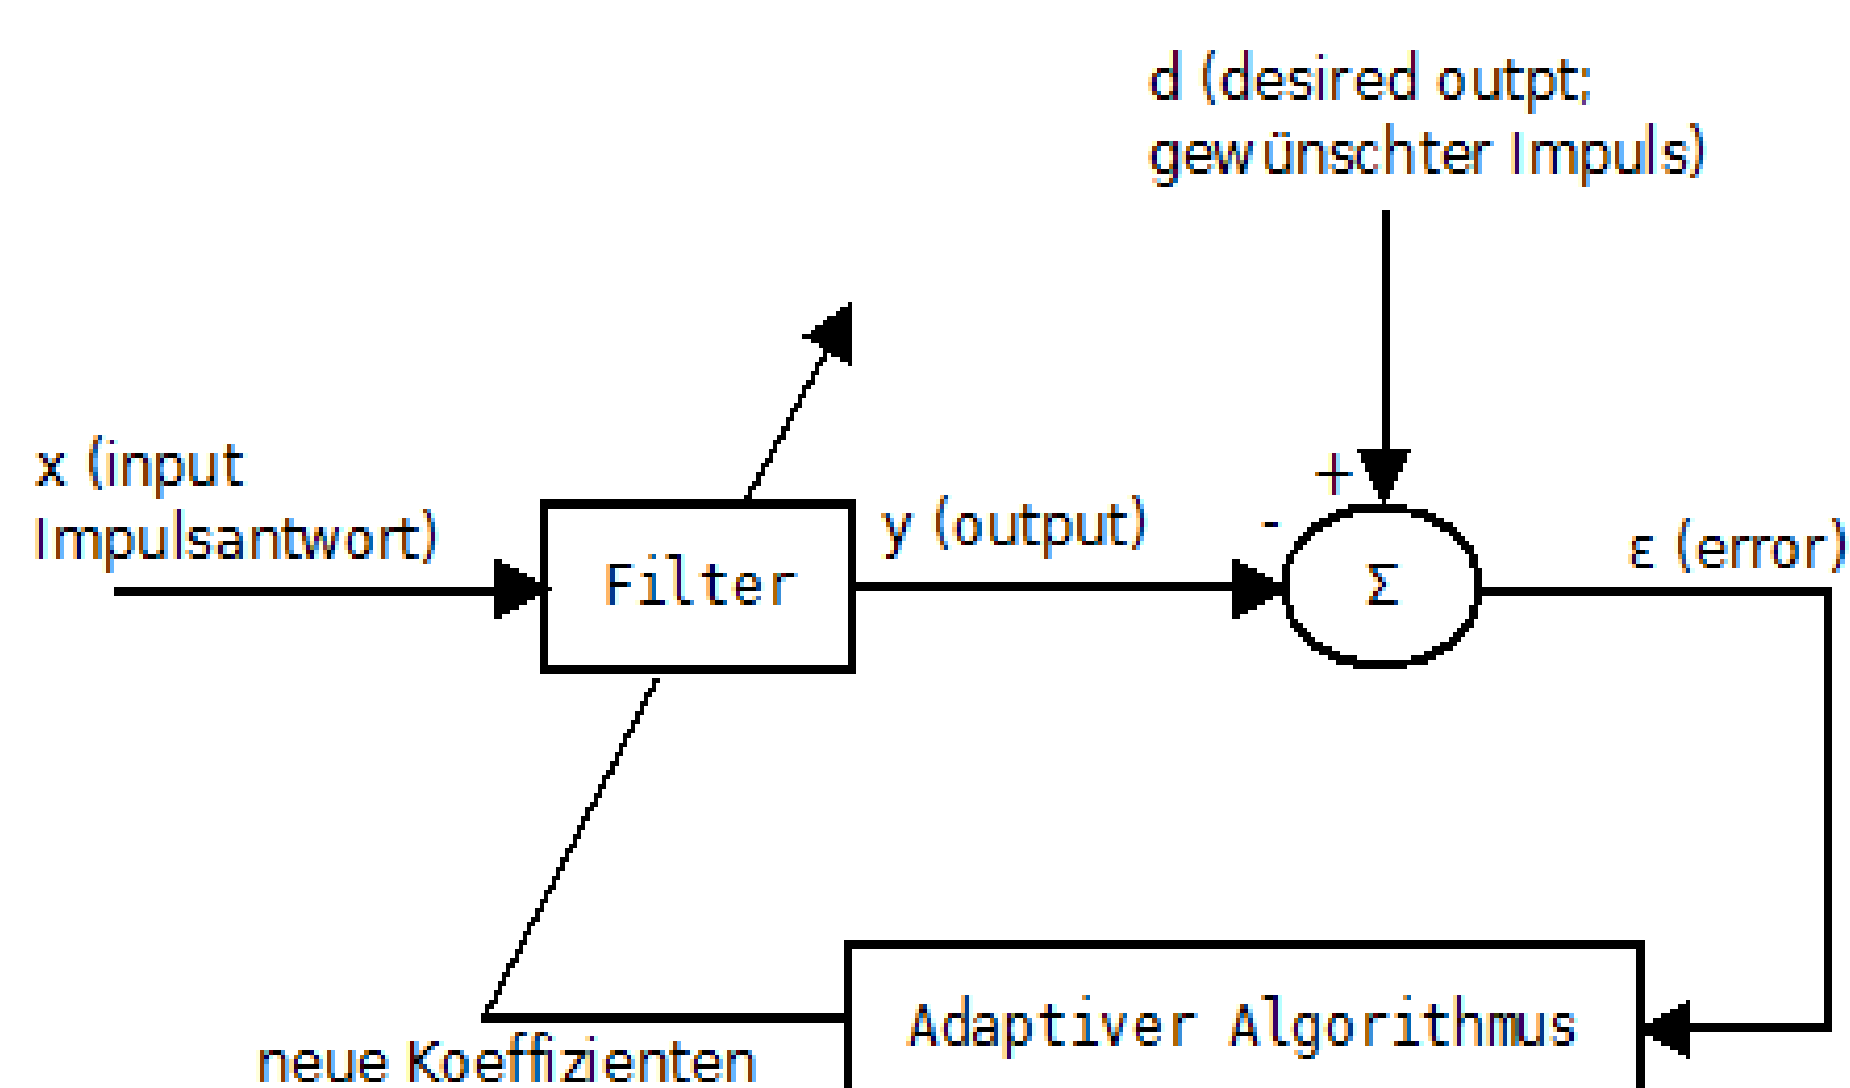 d (desired outpt;
gewünschter Impuls)
x (input
Impulsantwort)
+
-
y (output)
ε (error)
Filter
Σ
Adaptiver Algorithmus
neue Koeffizienten